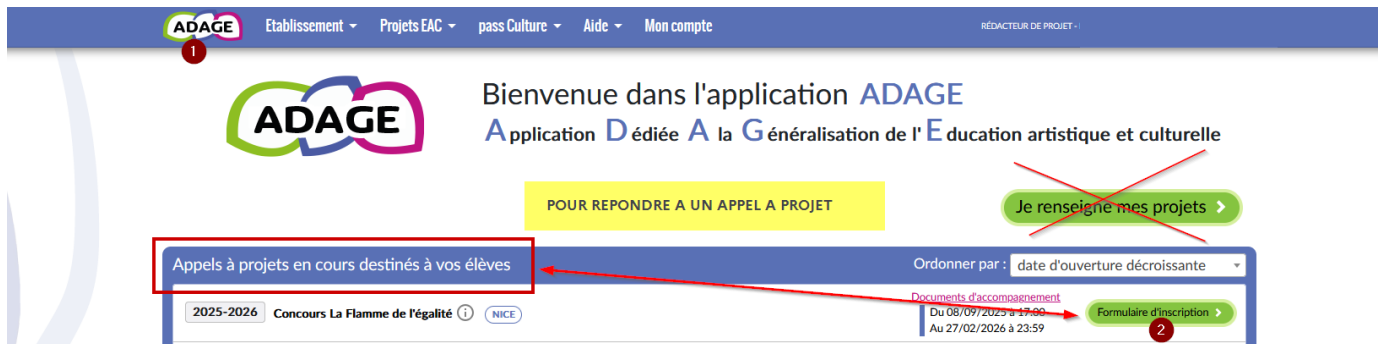 ADAGE Etablissement Projets EAC pass Culture Aide Mon compte RÉDACTEUR DE PROJET -
1
ADAGE
Bienvenue dans l'application ADAGE
Application Dédiée A la Généralisation de l'Education artistique et culturelle
POUR REPONDRE A UN APPEL A PROJET
Je renseigne mes projets
Appels à projets en cours destinés à vos élèves
Ordonner par : date d'ouverture décroissante
2025-2026 Concours La Flamme de l'égalité i NICE
Documents d'accompagnement
Du 08/09/2025 à 17:00
Au 27/02/2026 à 23:59
Formulaire d'inscription
2